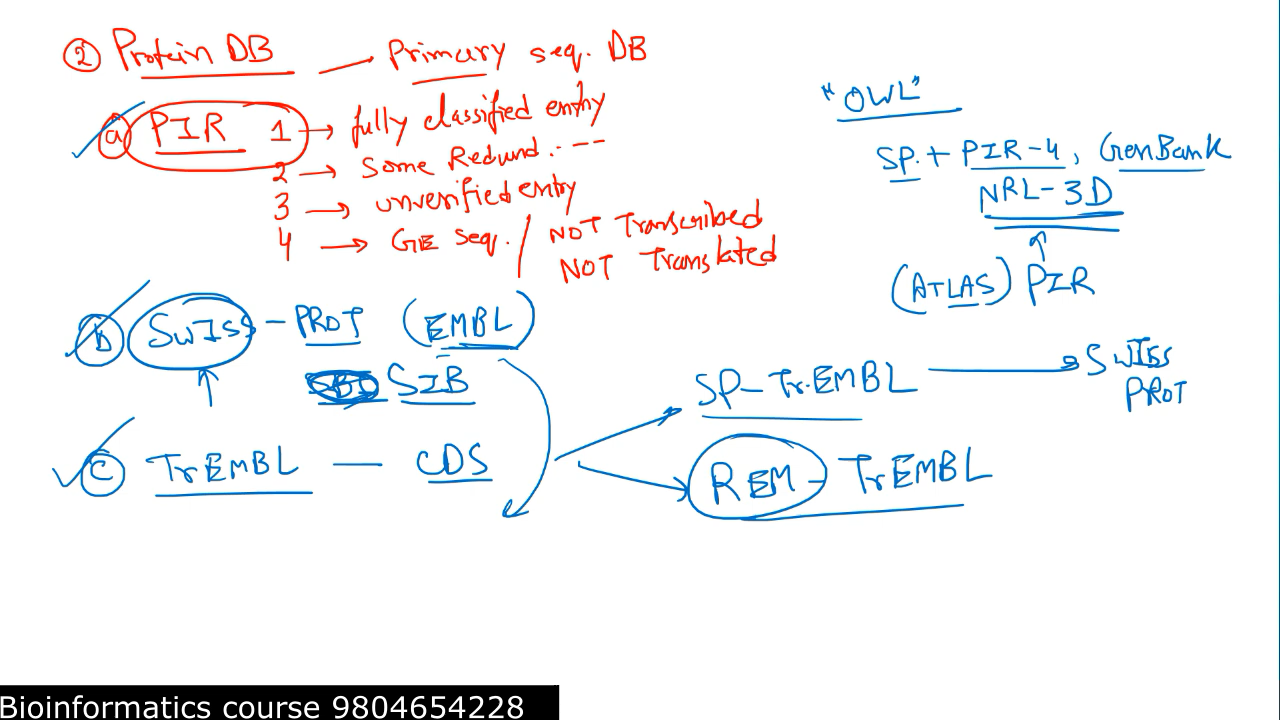 ② Protein DB → Primary seq. DB
ⓐ PIR 1 → fully classified entry
2 → Some Redund. - --
3 → unverified entry
4 → GE seq. / NOT Transcribed
NOT Translated
ⓑ SWISS - PROT (EMBL)
SIB
ⓒ TrEMBL — CDS
"OWL"
SP. + PIR-4, GenBank
NRL-3D
(ATLAS) PIR
SP-Tr.EMBL → SWISS
PROT
REM - TrEMBL
Bioinformatics course 9804654228